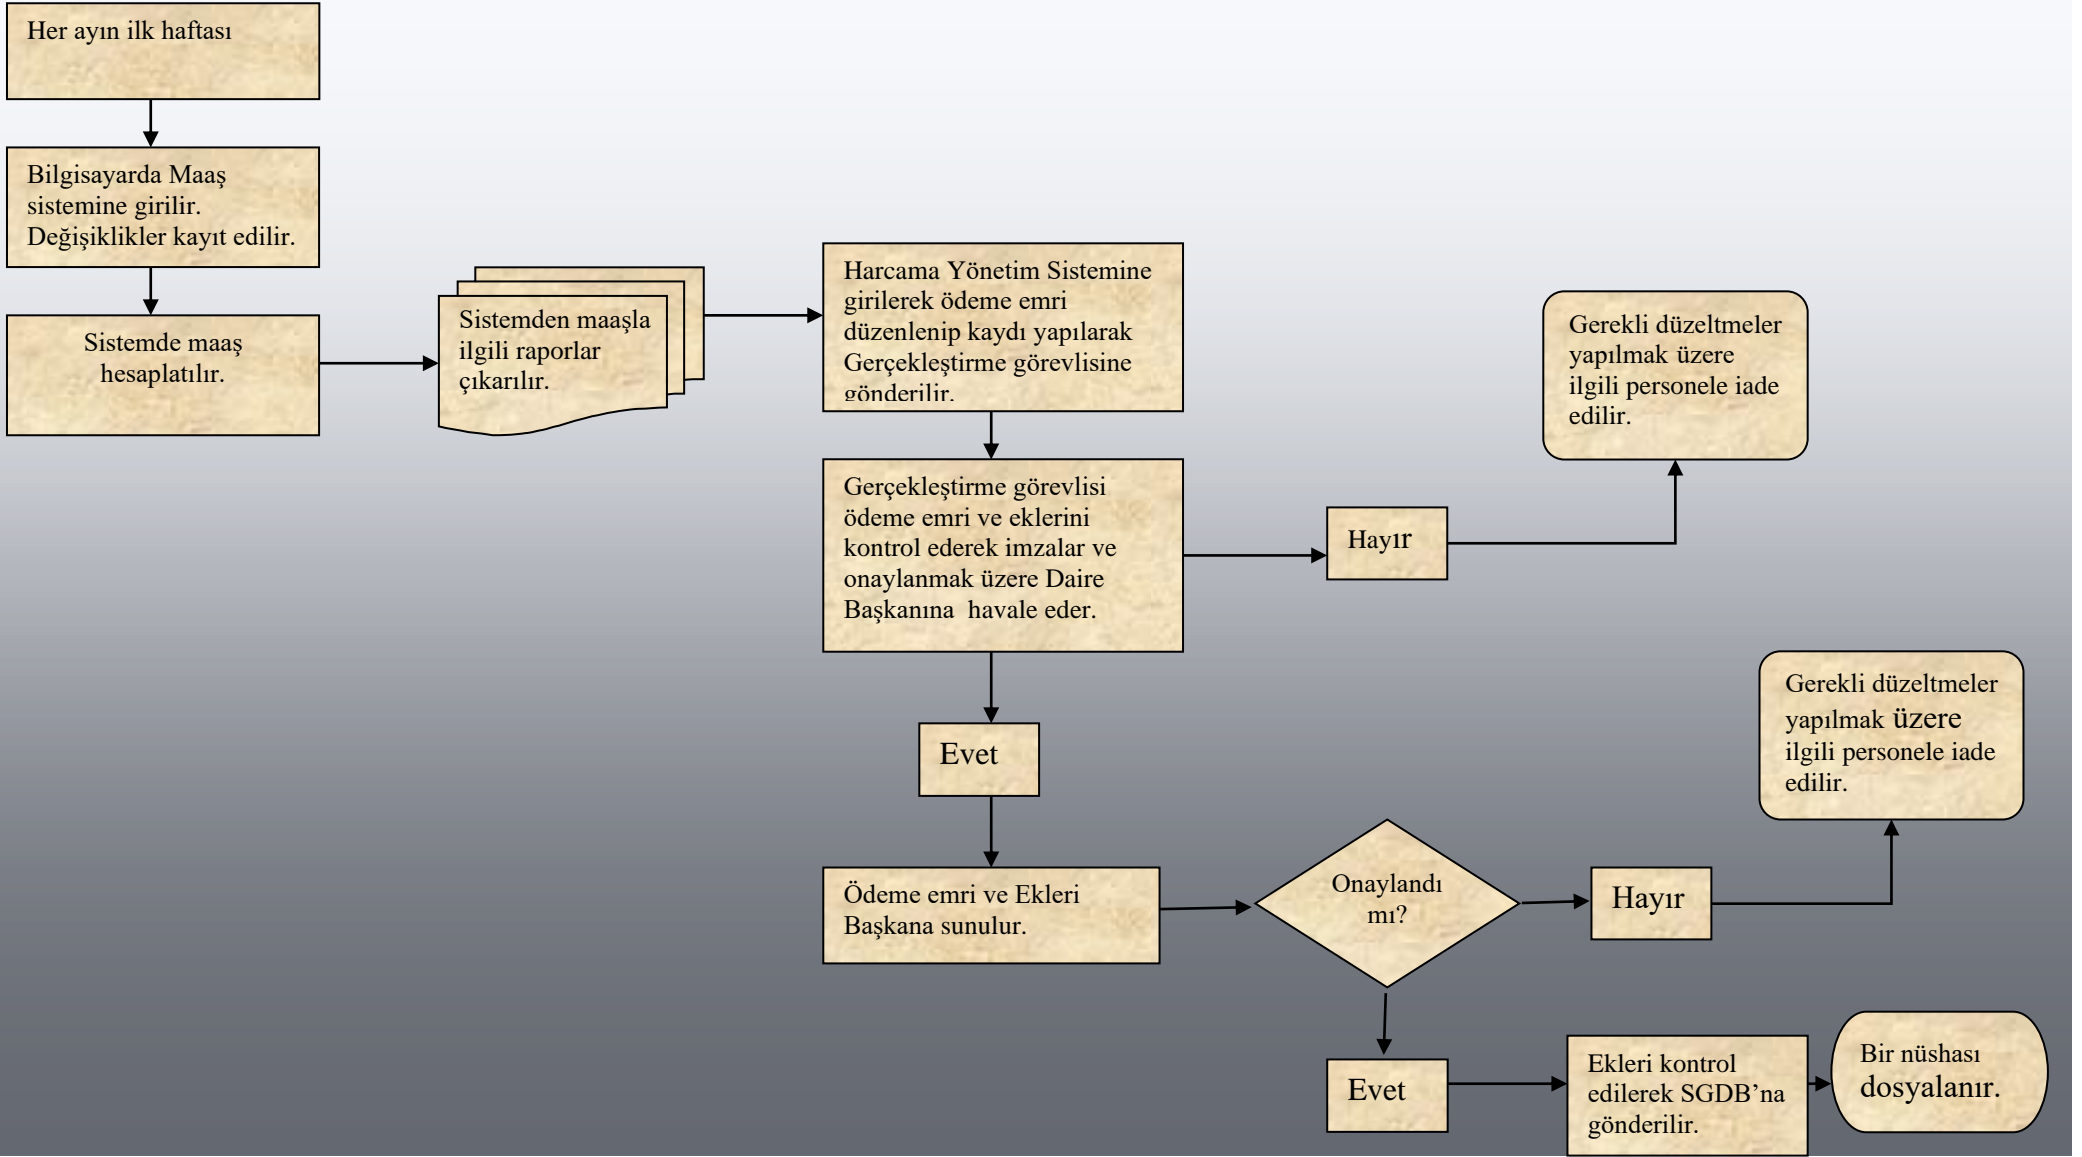 Her ayın ilk haftası
Bilgisayarda Maaş
sistemine girilir.
Değişiklikler kayıt edilir.
Sistemde maaş
hesaplatılır.
Sistemden maaşla
ilgili raporlar
çıkarılır.
Harcama Yönetim Sistemine
girilerek ödeme emri
düzenlenip kaydı yapılarak
Gerçekleştirme görevlisine
gönderilir.
Gerekli düzeltmeler
yapılmak üzere
ilgili personele iade
edilir.
Gerçekleştirme görevlisi
ödeme emri ve eklerini
kontrol ederek imzalar ve
onaylanmak üzere Daire
Başkanına  havale eder.
Hayır
Evet
Gerekli düzeltmeler
yapılmak üzere
ilgili personele iade
edilir.
Ödeme emri ve Ekleri
Başkana sunulur.
Onaylandı
mı?
Hayır
Evet
Ekleri kontrol
edilerek SGDB’na
gönderilir.
Bir nüshası
dosyalanır.